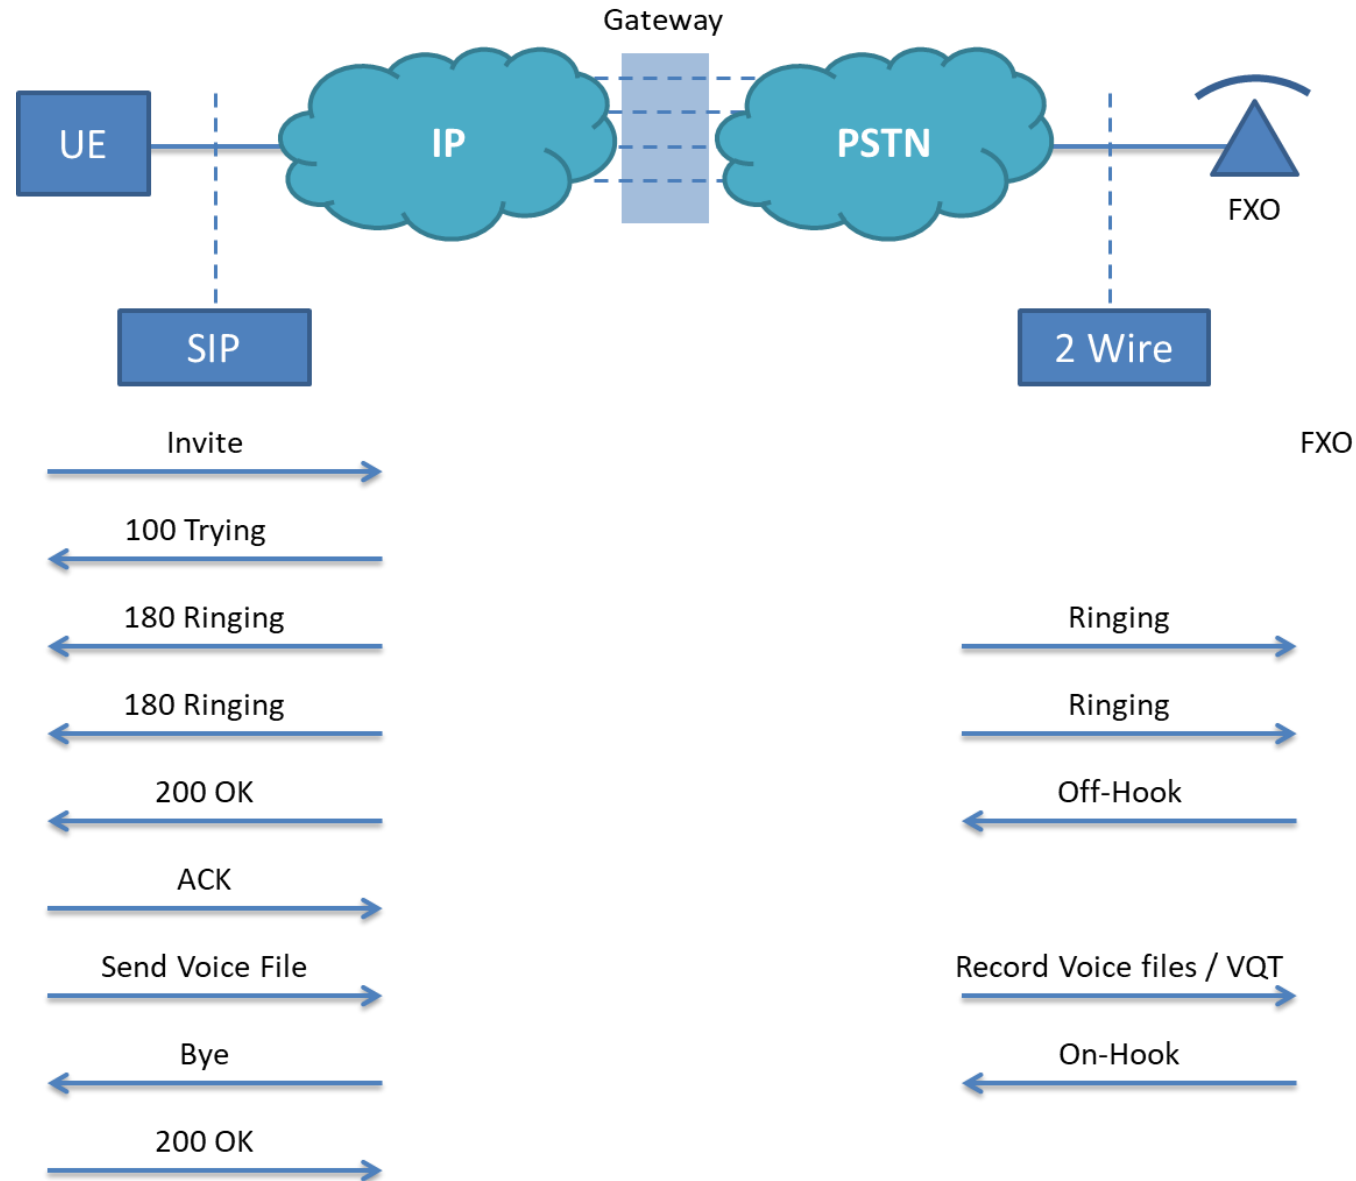 Gateway
UE
IP
PSTN
FXO
SIP
2 Wire
Invite
FXO
100 Trying
180 Ringing
Ringing
180 Ringing
Ringing
200 OK
Off-Hook
ACK
Send Voice File
Record Voice files / VQT
Bye
On-Hook
200 OK